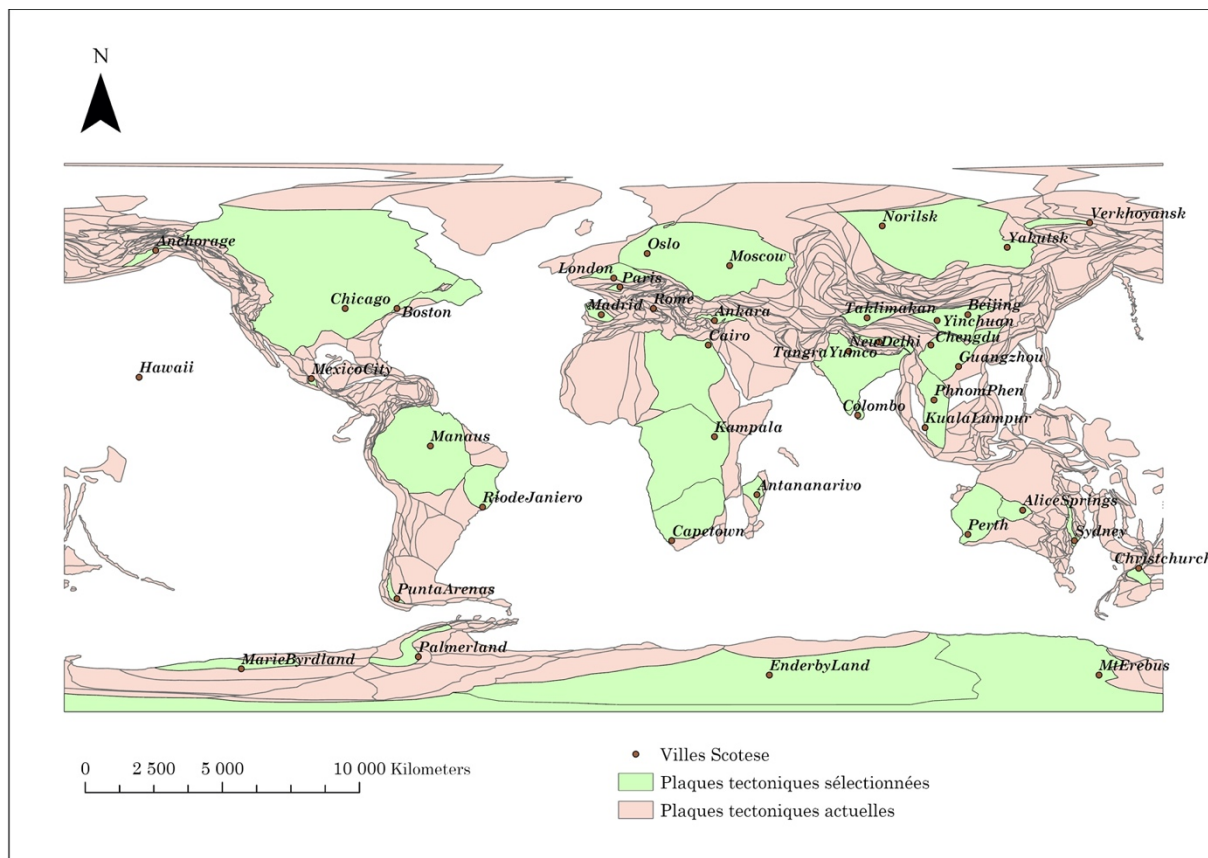 N
Norilsk
Verkhoyansk
Anchorage
Oslo
Yakutsk
Moscow
London
Paris
Chicago
Boston
Madrid
Rome
Ankara
Taklimakan
Beijing
Yinchuan
Cairo
NewDelhi
Chengdu
TangraYumco
Guangzhou
Hawaii
MexicoCity
PhnomPhen
Colombo
KualaLumpur
Manaus
Kampala
Antananarivo
RiodeJaniero
AliceSprings
Capetown
Perth
Sydney
Christchurch
PuntaArenas
Palmerland
MarieByrdland
EnderbyLand
MtErebus
Villes Scotese
0 2 500 5 000 10 000 Kilometers
Plaques tectoniques sélectionnées
Plaques tectoniques actuelles